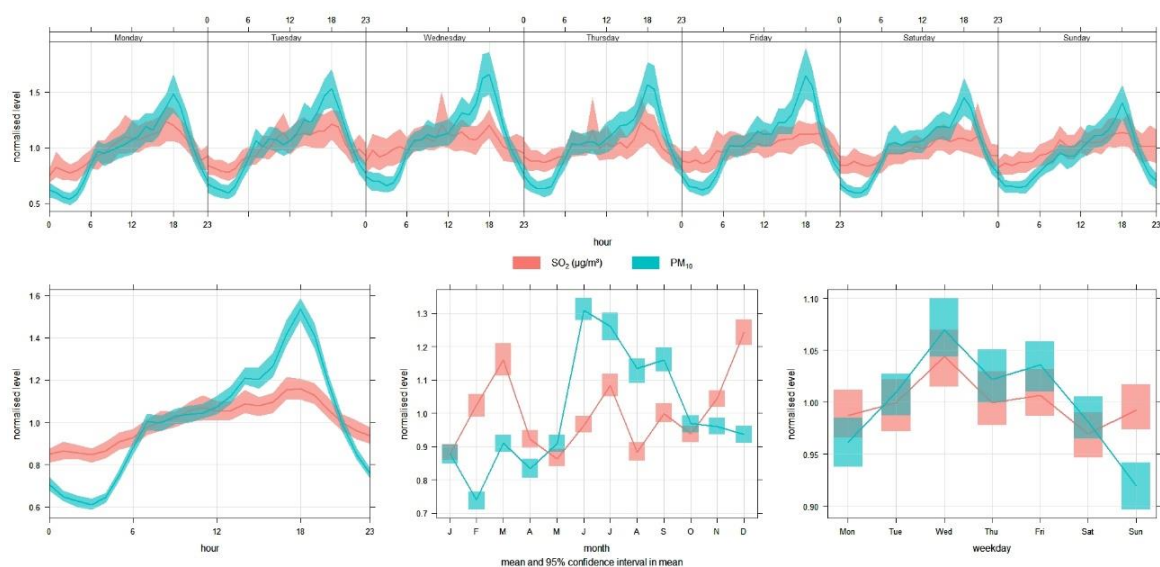 0 6 12 18 23 0 6 12 18 23 0 6 12 18 23
Monday Tuesday Wednesday Thursday Friday Saturday Sunday
normalised level
1.5
1.0
0.5
0 6 12 18 23 0 6 12 18 23 0 6 12 18 23 0 6 12 18 23
hour
SO₂ (µg/m³) PM₁₀
normalised level
1.6
1.4
1.2
1.0
0.8
0.6
0 6 12 18 23
hour
normalised level
1.3
1.2
1.1
1.0
0.9
0.8
0.7
J F M A M J J A S O N D
month
mean and 95% confidence interval in mean
normalised level
1.10
1.05
1.00
0.95
0.90
Mon Tue Wed Thu Fri Sat Sun
weekday